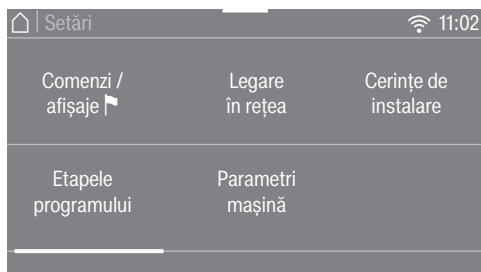 Setări
11:02
Comenzi /
afișaje
Legare
în rețea
Cerințe de
instalare
Etapele
programului
Parametri
mașină